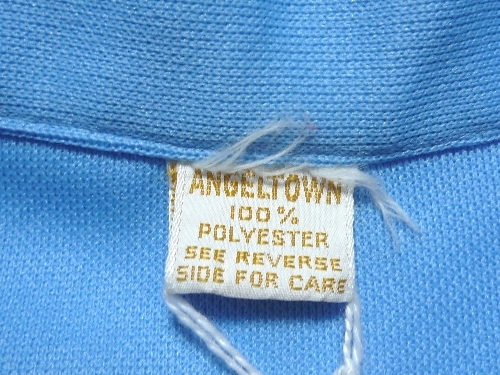 ANGELTOWN
100%
POLYESTER
SEE REVERSE
SIDE FOR CARE